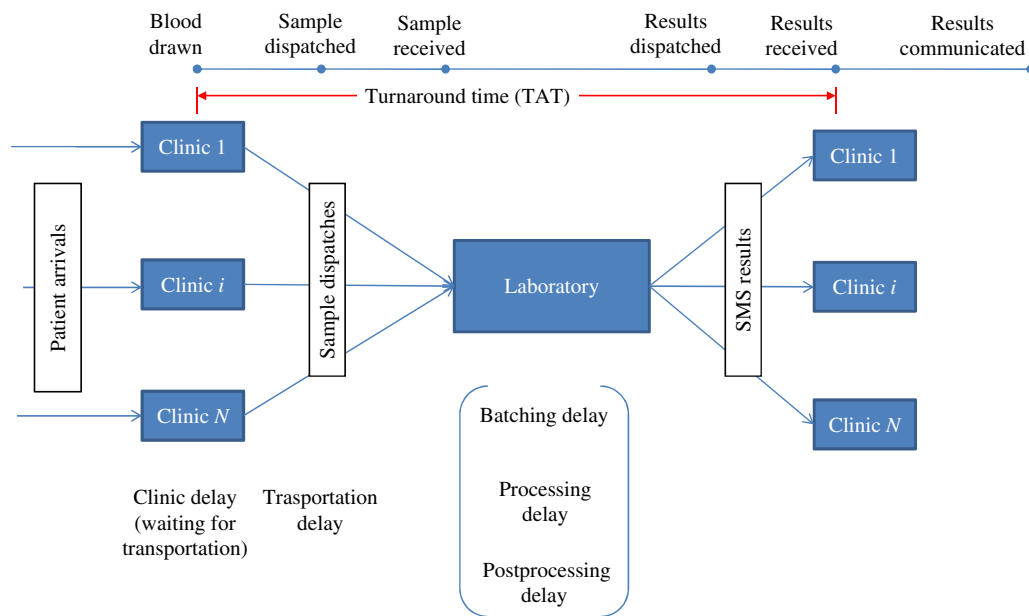 Blood
drawn
Sample
dispatched
Sample
received
Results
dispatched
Results
received
Results
communicated
Turnaround time (TAT)
Clinic 1
Clinic i
Clinic N
Patient arrivals
Sample dispatches
Laboratory
SMS results
Clinic 1
Clinic i
Clinic N
Clinic delay
(waiting for
transportation)
Trasportation
delay
Batching delay
Processing
delay
Postprocessing
delay